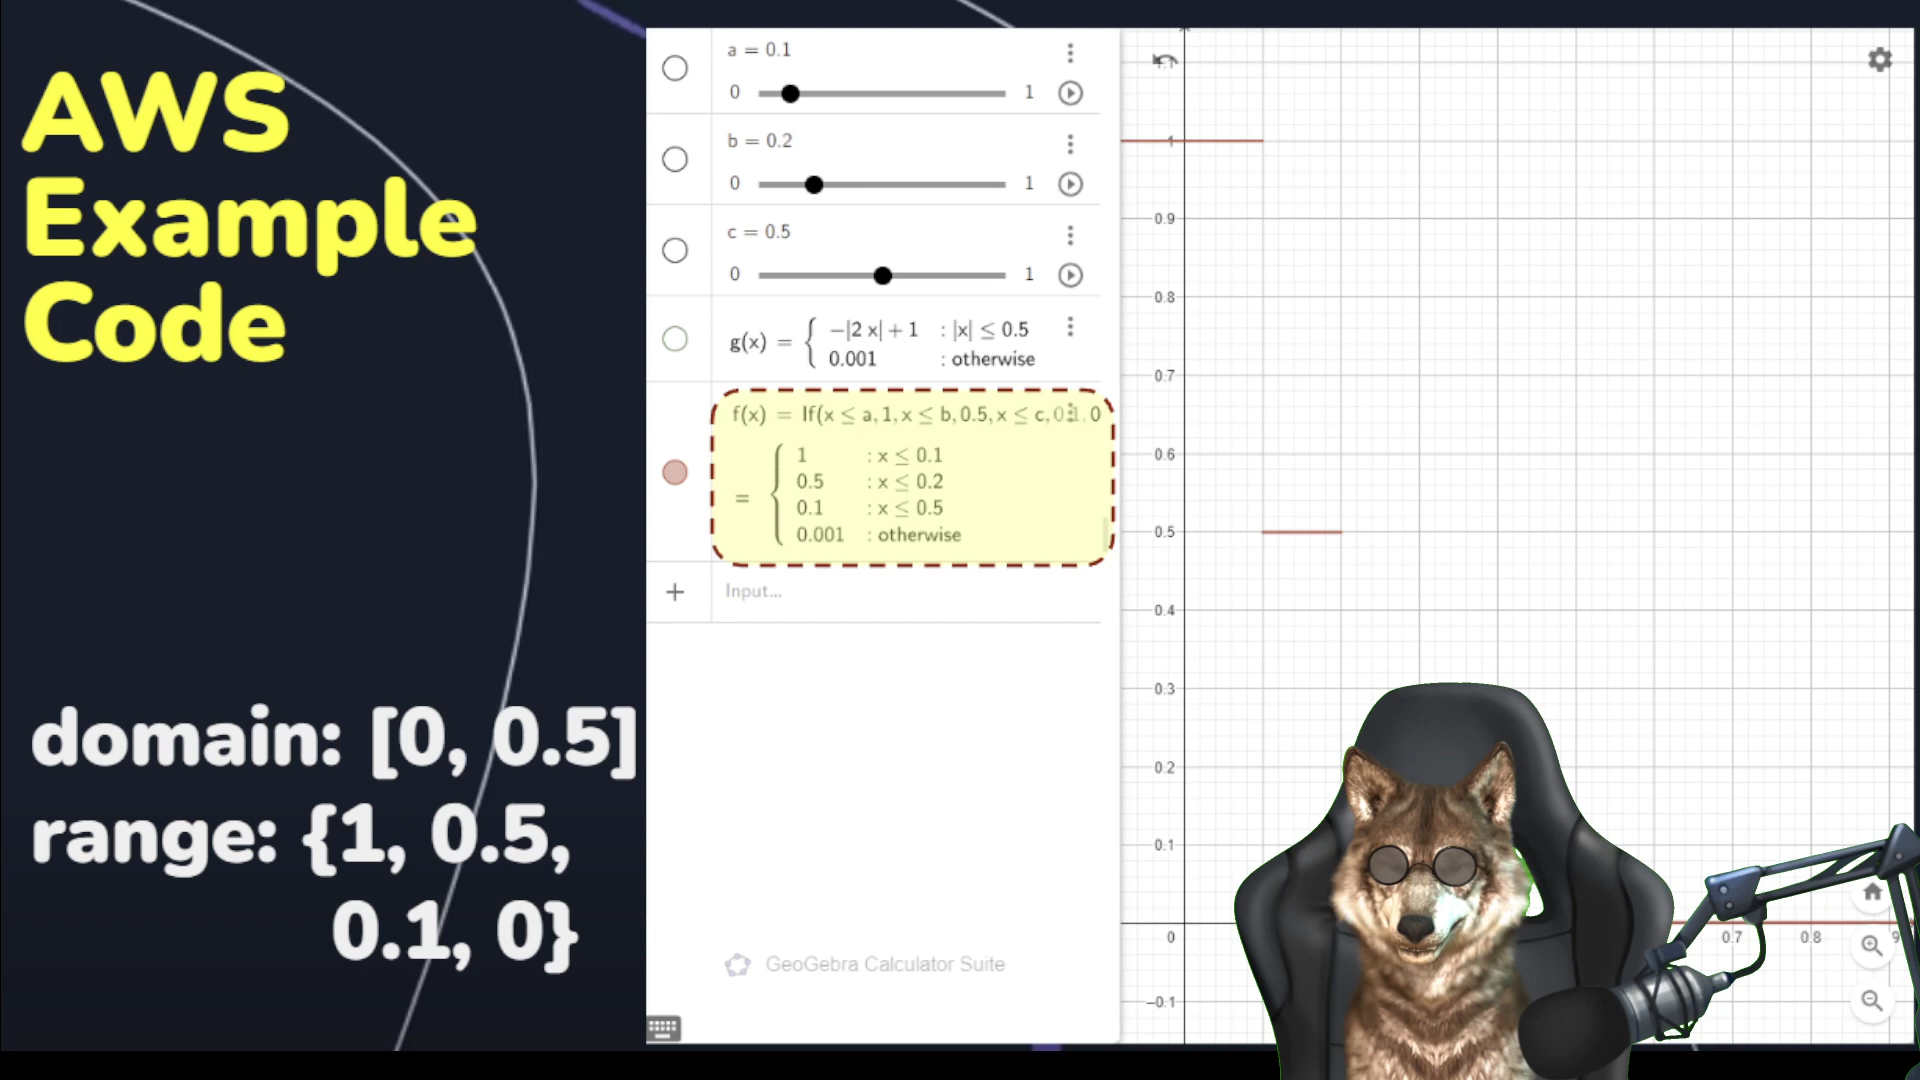 AWS
Example
Code
domain: [0, 0.5]
range: {1, 0.5,
0.1, 0}
a = 0.1
0 1
b = 0.2
0 1
c = 0.5
0 1
g(x) = { −|2 x| + 1 : |x| ≤ 0.5
0.001 : otherwise
f(x) = If(x ≤ a, 1, x ≤ b, 0.5, x ≤ c, 0.1, 0
= { 1 : x ≤ 0.1
0.5 : x ≤ 0.2
0.1 : x ≤ 0.5
0.001 : otherwise
+ Input...
GeoGebra Calculator Suite
1
0.9
0.8
0.7
0.6
0.5
0.4
0.3
0.2
0.1
0 0.7 0.8
−0.1